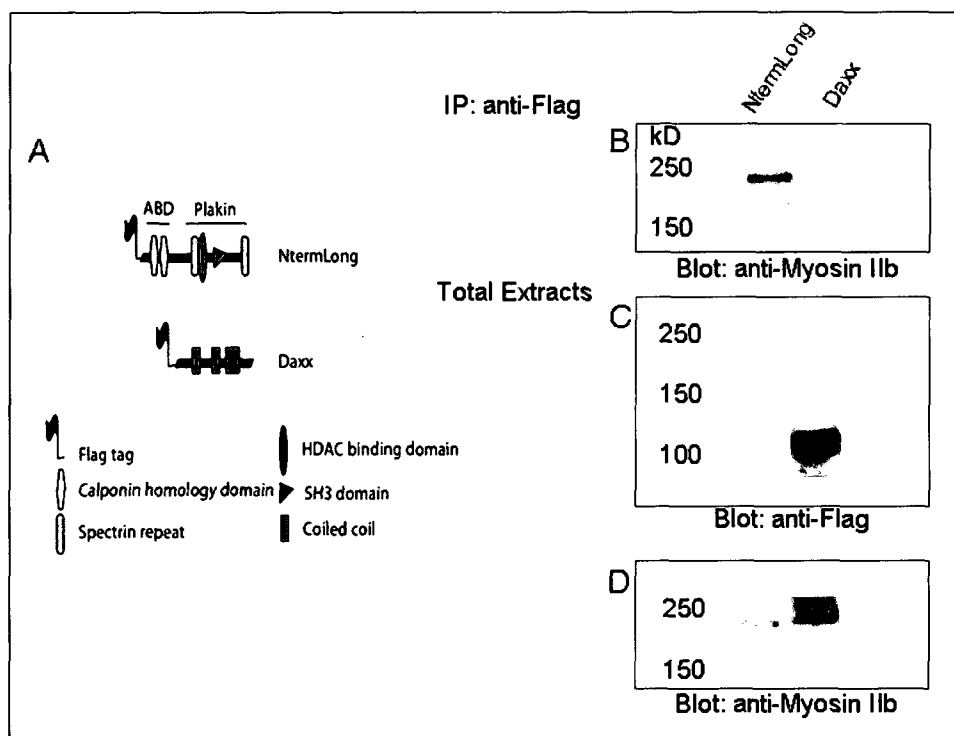 A
ABD Plakin
NtermLong
Daxx
Flag tag
Calponin homology domain
Spectrin repeat
HDAC binding domain
SH3 domain
Coiled coil
IP: anti-Flag
NtermLong
Daxx
B
kD
250
150
Blot: anti-Myosin IIb
Total Extracts
C
250
150
100
Blot: anti-Flag
D
250
150
Blot: anti-Myosin IIb